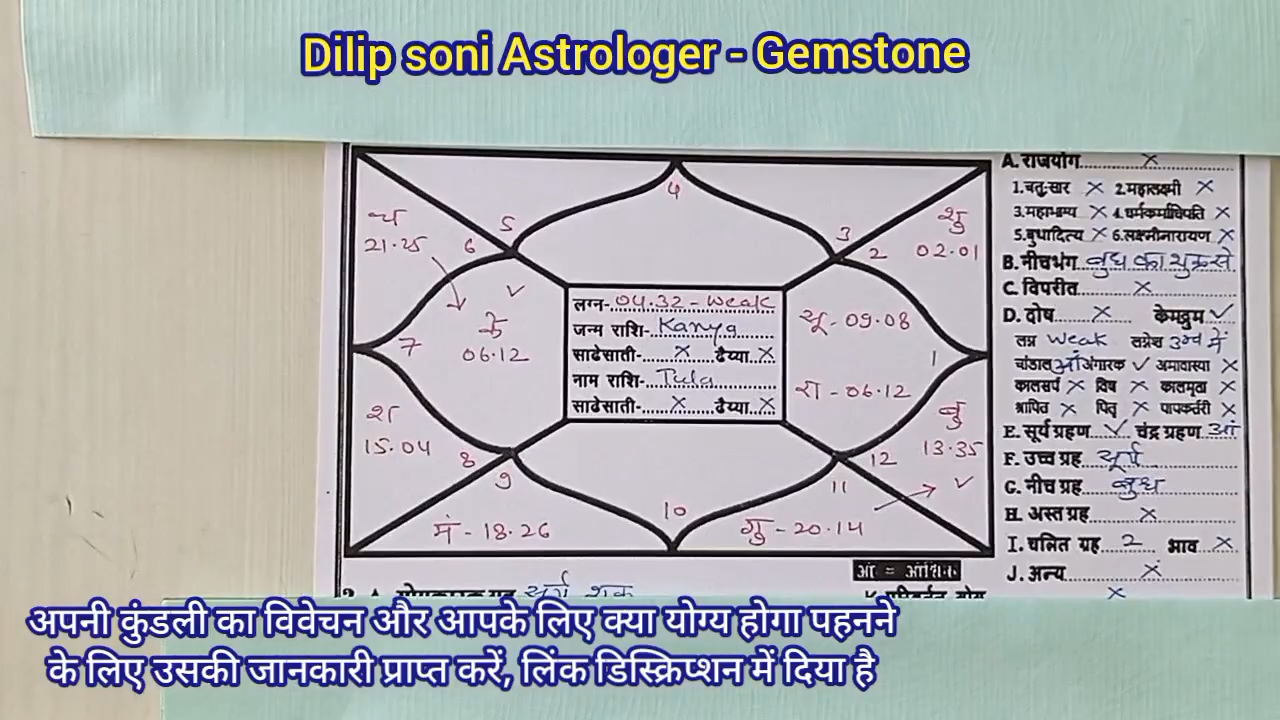 Dilip soni Astrologer - Gemstone
4
5
6
3
2
शु
02.01
21.25
के
06.12
7
लग्न-04.32-Weak
जन्म राशि-Kanya
साढेसाती-X ढैय्या-X
नाम राशि-Tula
साढेसाती-X ढैय्या-X
सू-09.08
रा-06.12
1
श
15.04
8
9
मं-18.26
10
गु-20.14
11
12
बु
13.35
A. राजयोग X
1.चतु:सार X 2.महालक्ष्मी X
3.महाभाग्य X 4.धर्मकर्माधिपति X
5.बुधादित्य X 6.लक्ष्मीनारायण X
B. नीचभंग बुध का शुक्र से
C. विपरीत X
D. दोष X केमद्रुम ✓
लग्न Weak लग्नेश 3रे में
चांडाल आं अंगारक ✓ अमावास्या X
कालसर्प X विष X कालमृता X
श्रापित X पितृ X पापकर्तरी X
E. सूर्य ग्रहण ✓ चंद्र ग्रहण आं
F. उच्च ग्रह सूर्य
G. नीच ग्रह बुध
H. अस्त ग्रह X
I. चलित ग्रह 2 भाव X
J. अन्य X
आं = आंशिक
अपनी कुंडली का विवेचन और आपके लिए क्या योग्य होगा पहनने
के लिए उसकी जानकारी प्राप्त करें, लिंक डिस्क्रिप्शन में दिया है